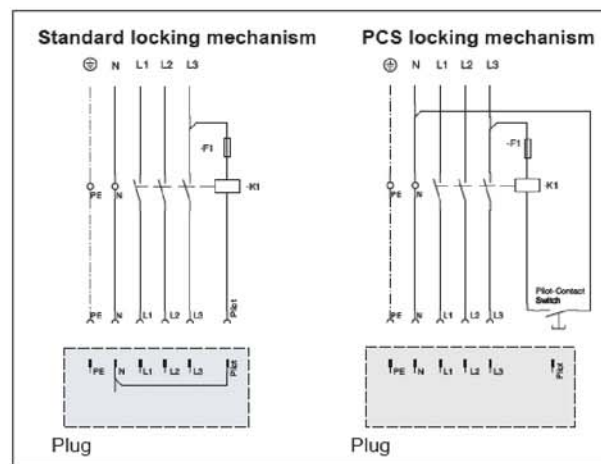 Standard locking mechanism
N L1 L2 L3
-F1
-K1
PE N
PE N L1 L2 L3 Pilot
PE N L1 L2 L3 Pilot
Plug
PCS locking mechanism
N L1 L2 L3
-F1
-K1
PE N
Pilot-Contact
Switch
PE N L1 L2 L3
PE N L1 L2 L3 Pilot
Plug